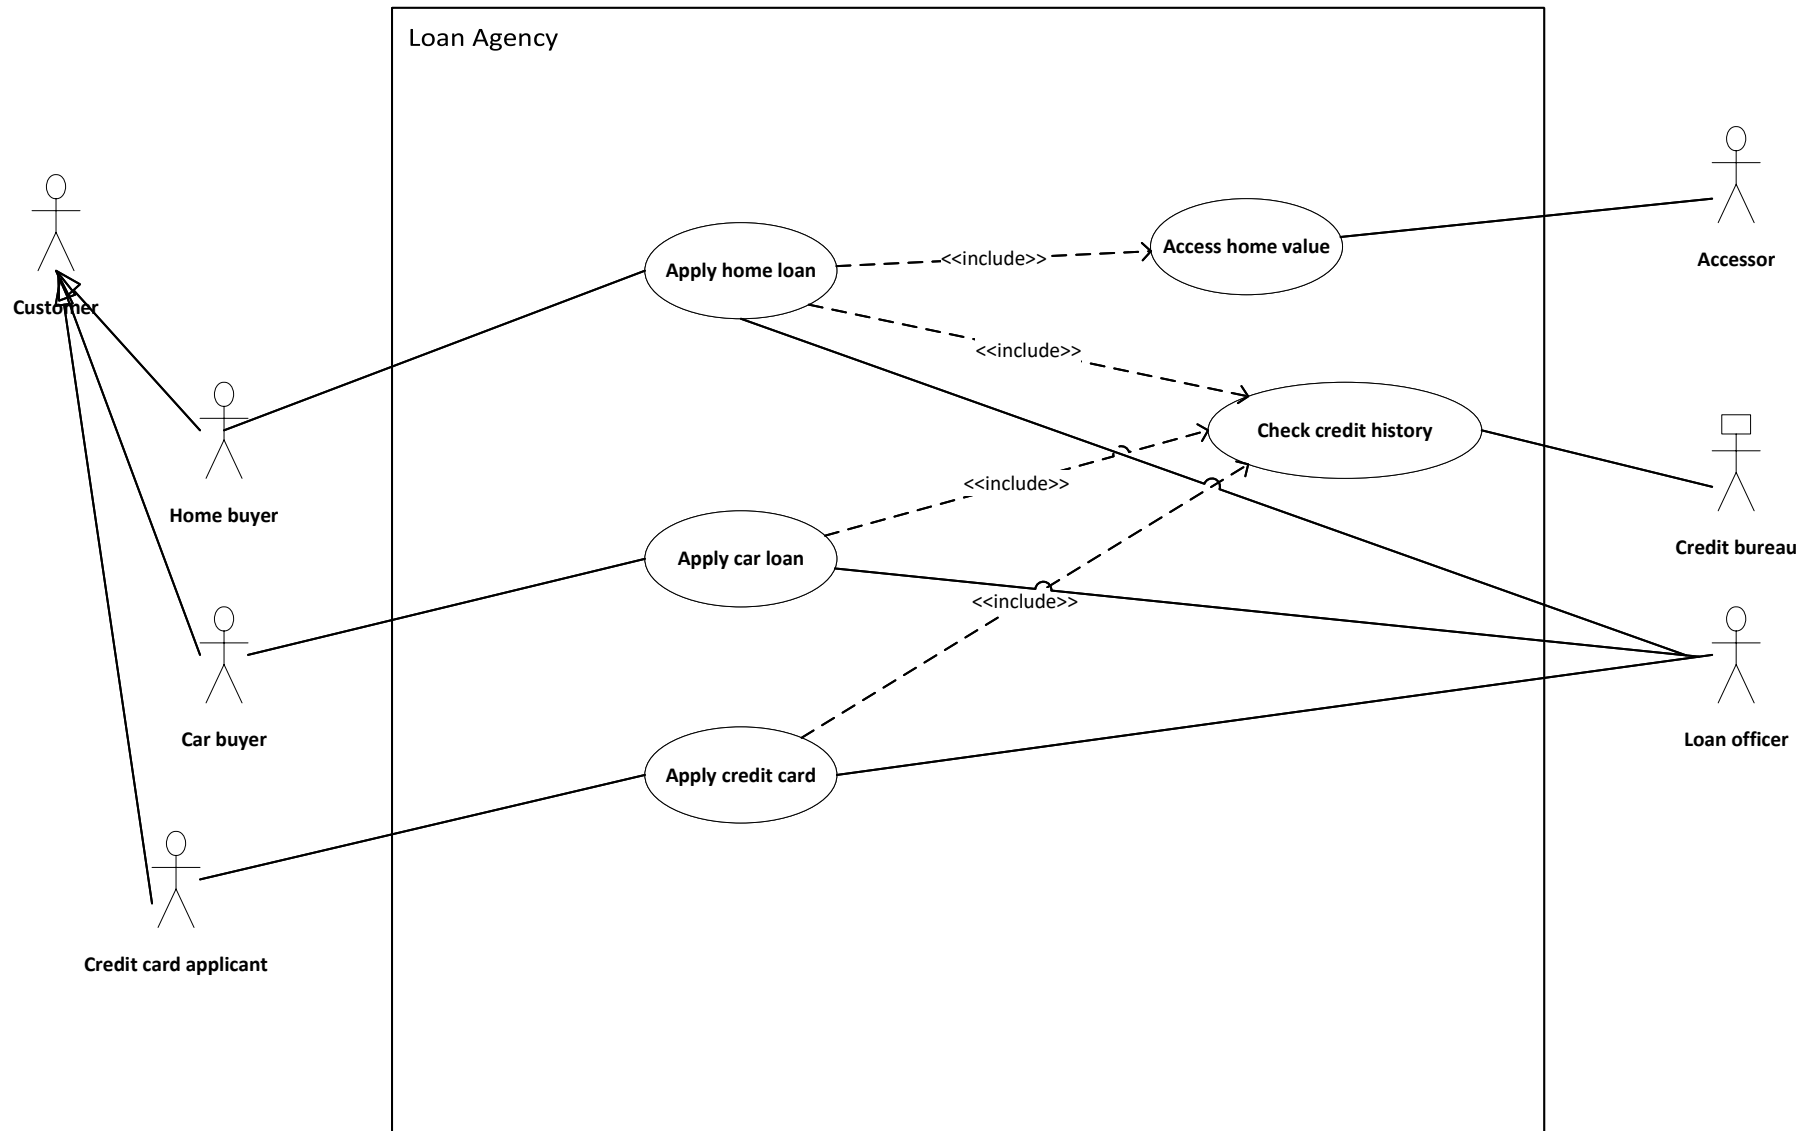 Loan Agency
Customer
Home buyer
Car buyer
Credit card applicant
Apply home loan
Apply car loan
Apply credit card
<<include>>
<<include>>
<<include>>
<<include>>
Access home value
Check credit history
Accessor
Credit bureau
Loan officer